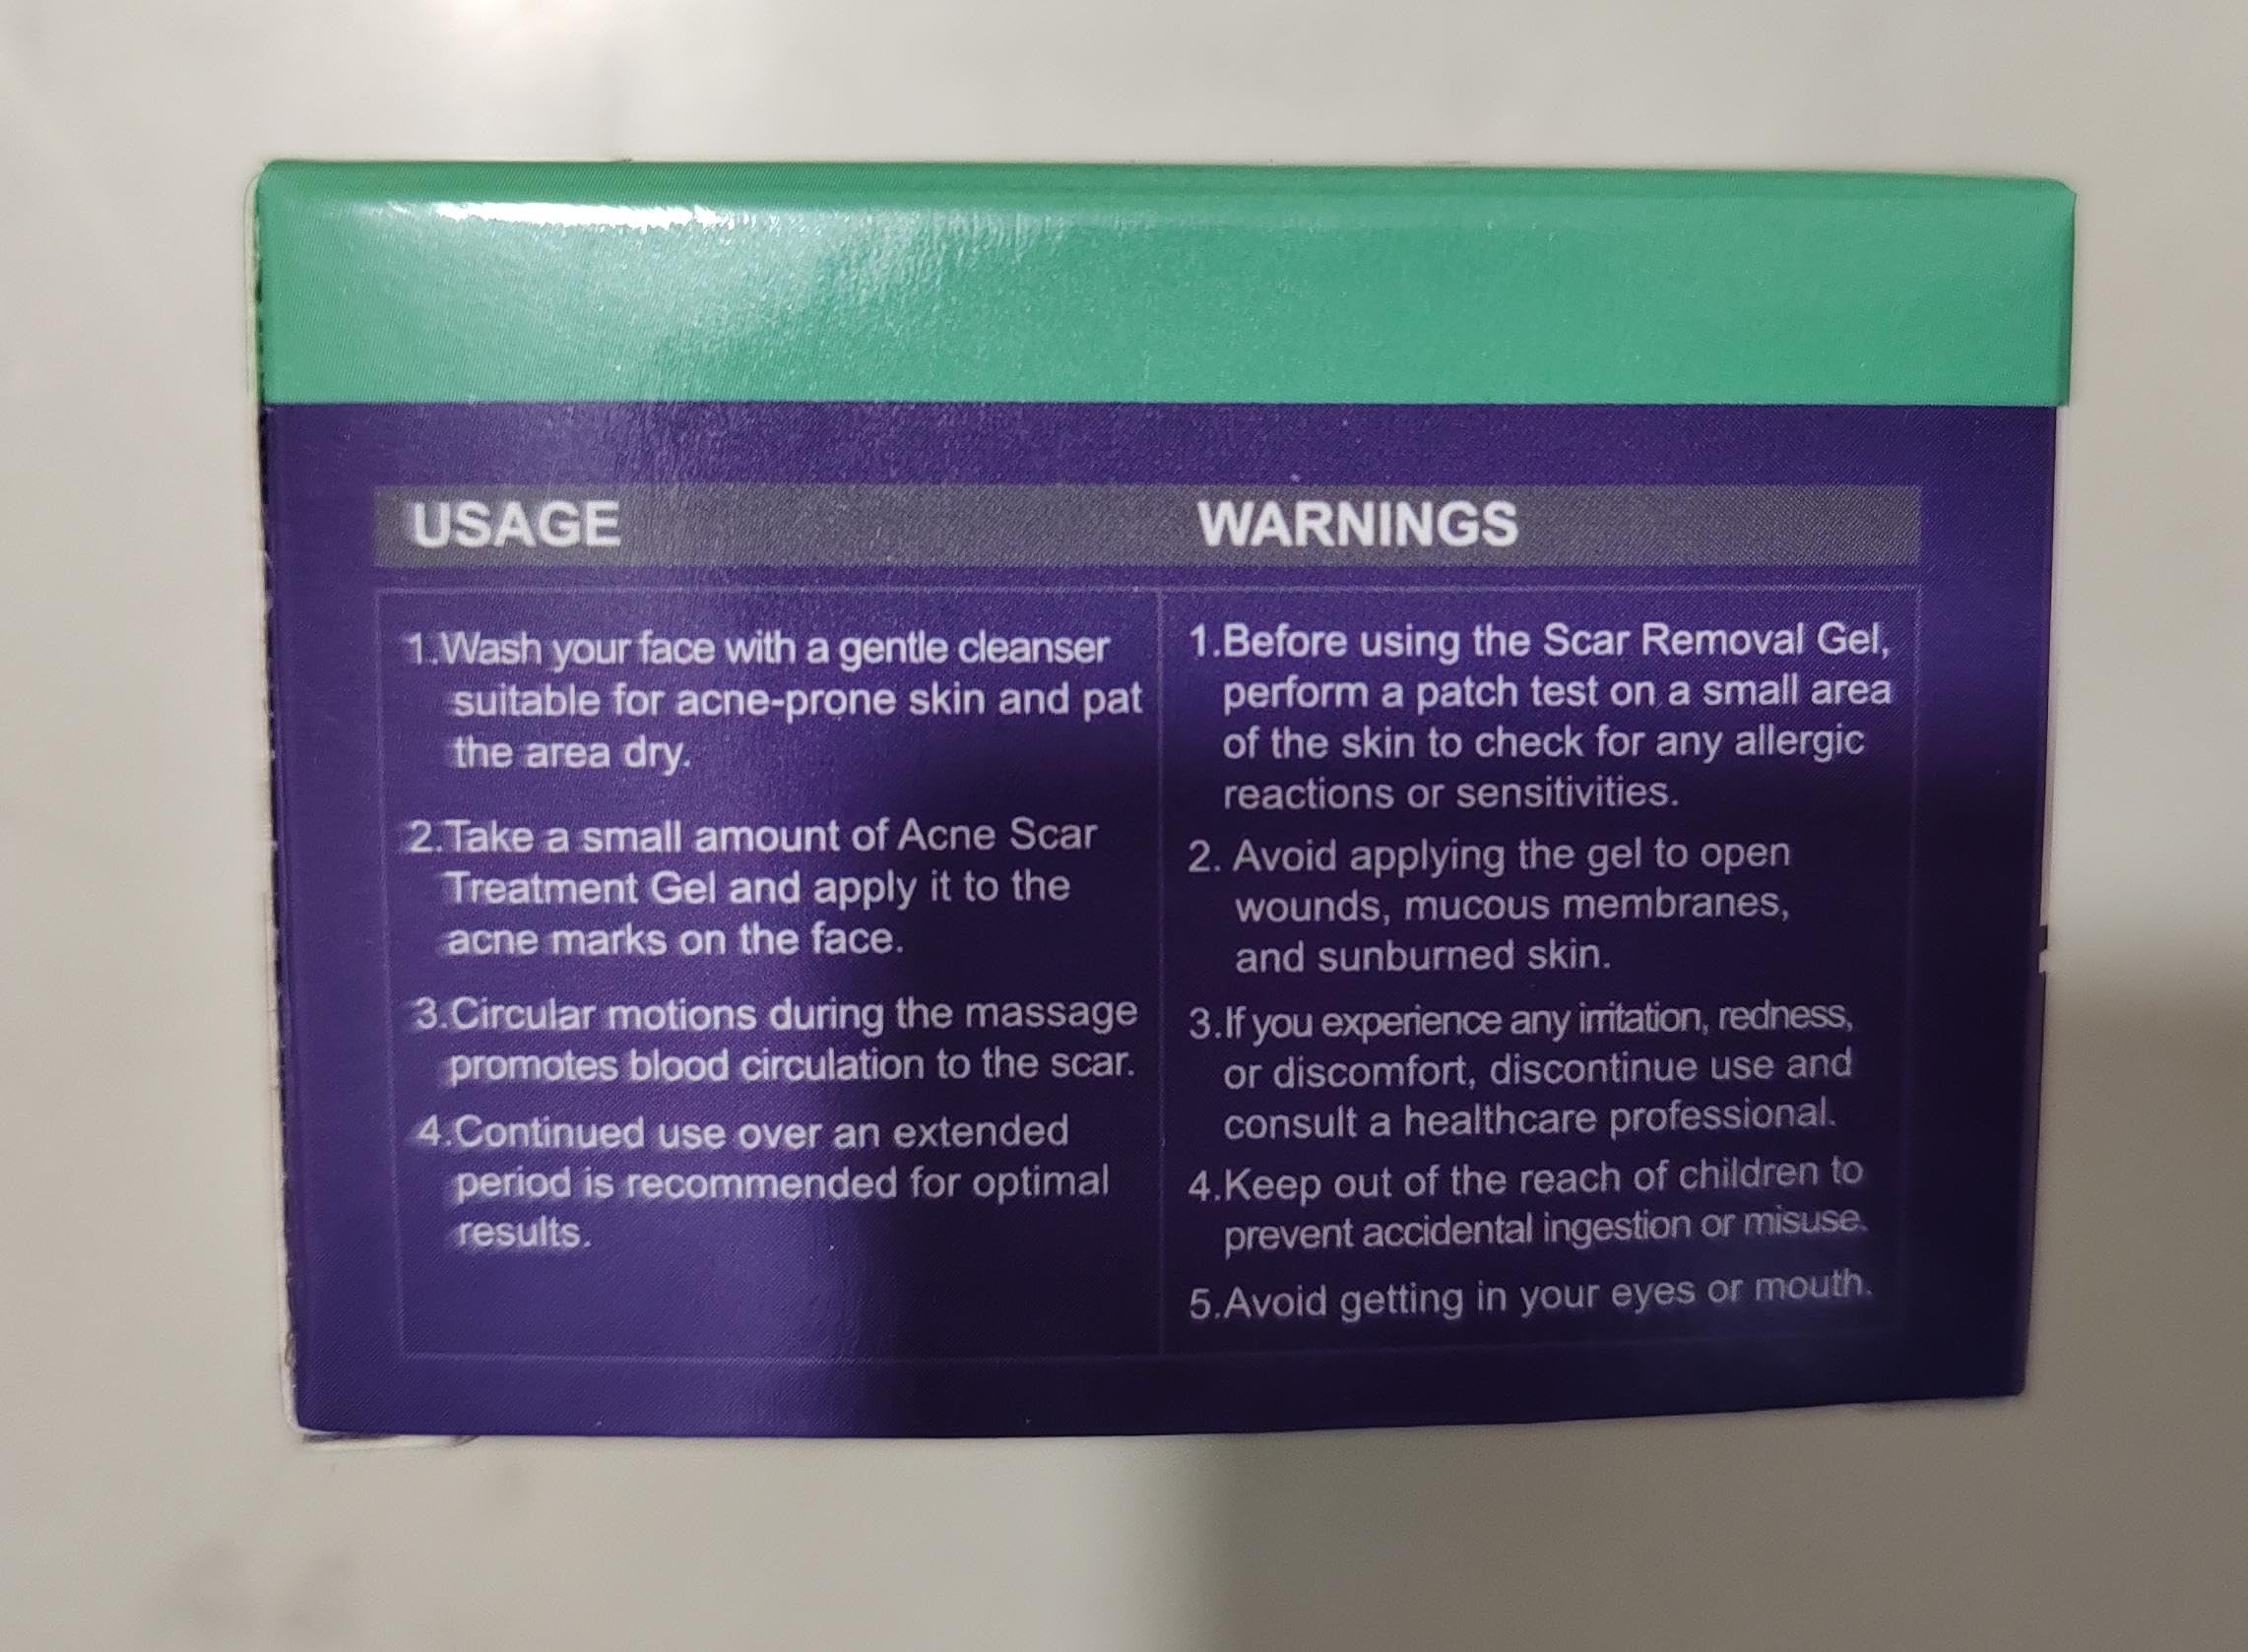 USAGE
1.Wash your face with a gentle cleanser
suitable for acne-prone skin and pat
the area dry.
2.Take a small amount of Acne Scar
Treatment Gel and apply it to the
acne marks on the face.
3.Circular motions during the massage
promotes blood circulation to the scar.
4.Continued use over an extended
period is recommended for optimal
results.
WARNINGS
1.Before using the Scar Removal Gel,
perform a patch test on a small area
of the skin to check for any allergic
reactions or sensitivities.
2. Avoid applying the gel to open
wounds, mucous membranes,
and sunburned skin.
3.If you experience any irritation, redness,
or discomfort, discontinue use and
consult a healthcare professional.
4.Keep out of the reach of children to
prevent accidental ingestion or misuse.
5.Avoid getting in your eyes or mouth.